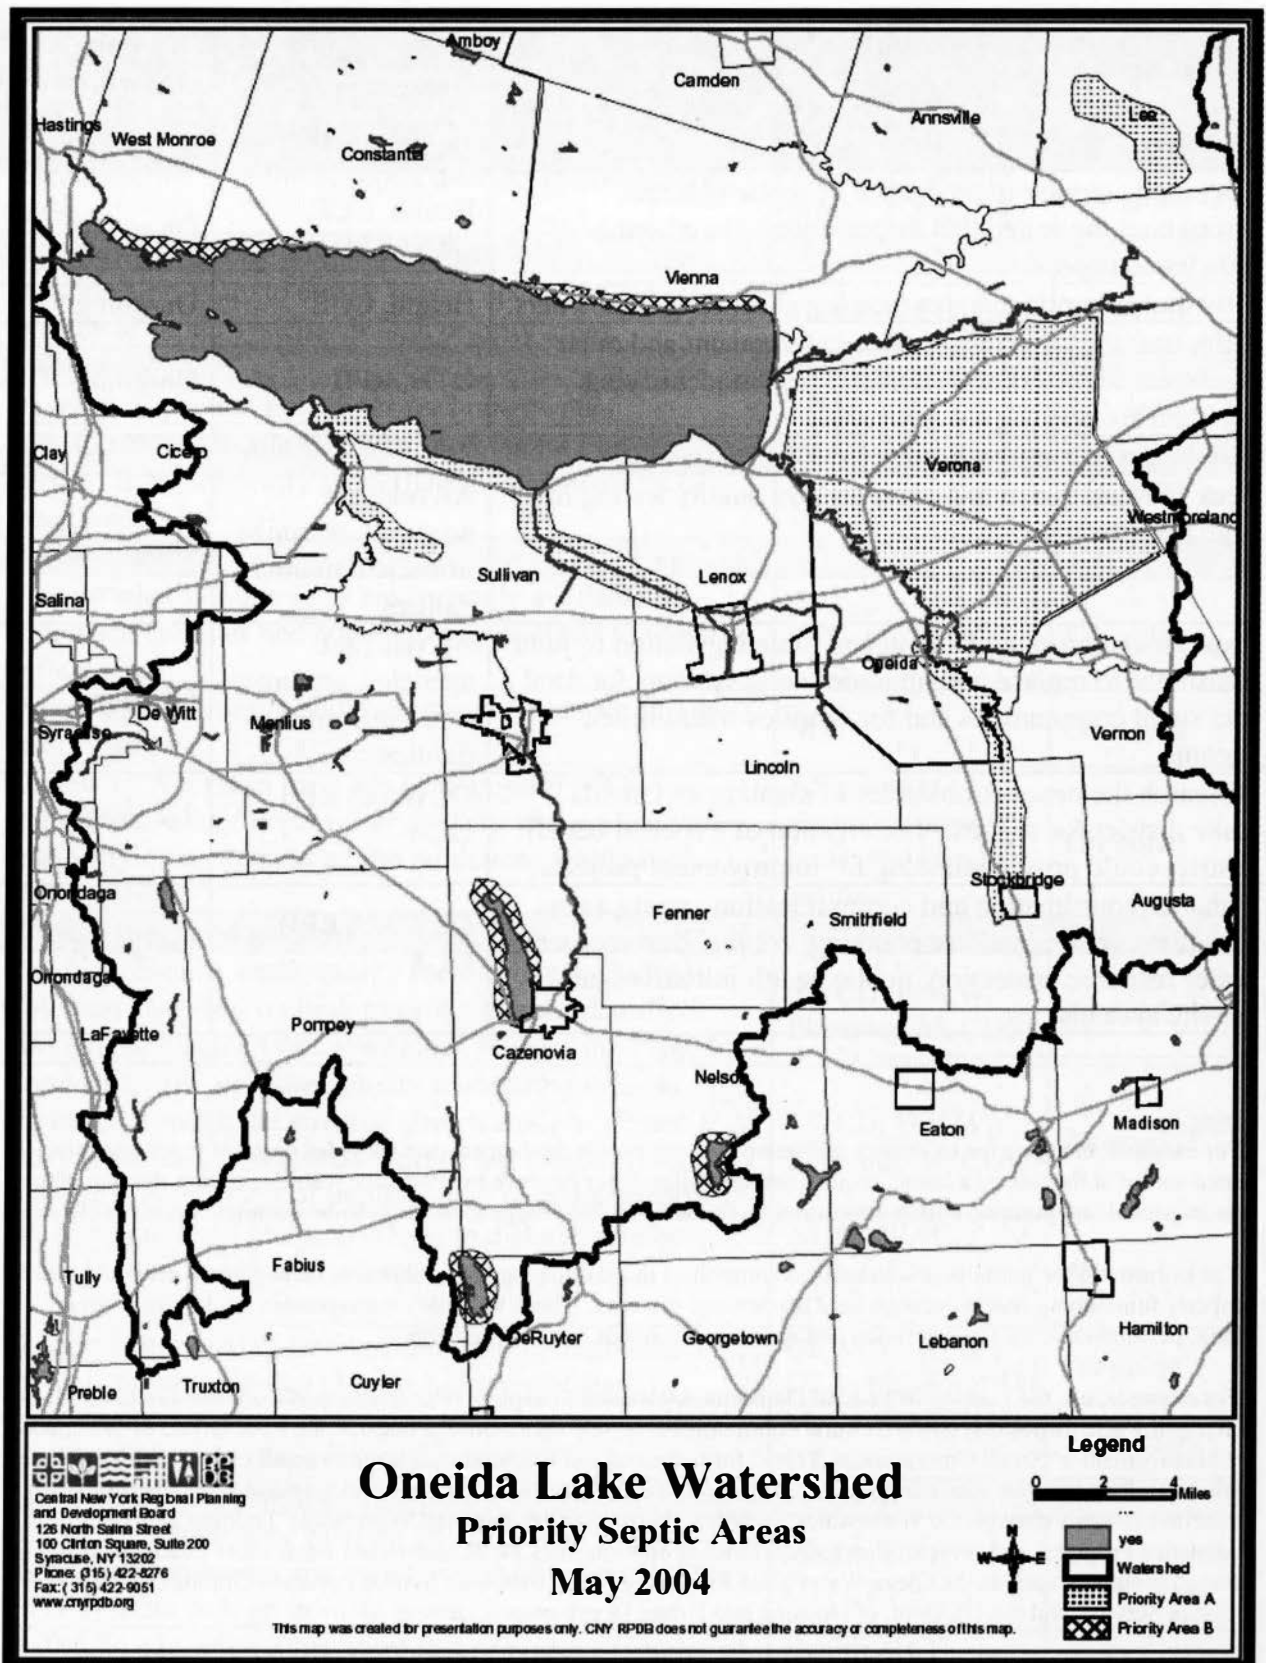 Amboy
Camden
Annsville
Lee
Hastings
West Monroe
Constantia
Vienna
Clay
Cicero
Verona
Westmoreland
Sullivan
Lenox
Salina
Oneida
De Witt
Manlius
Syracuse
Vernon
Lincoln
Onondaga
Stockbridge
Augusta
Fenner
Smithfield
Onondaga
LaFayette
Pompey
Cazenovia
Nelson
Eaton
Madison
Fabius
Tully
DeRuyter
Georgetown
Lebanon
Hamilton
Preble
Truxton
Cuyler
Central New York Regional Planning
and Development Board
126 North Salina Street
100 Clinton Square, Suite 200
Syracuse, NY 13202
Phone: (315) 422-8276
Fax: (315) 422-9051
www.cnyrpdb.org
Oneida Lake Watershed
Priority Septic Areas
May 2004
This map was created for presentation purposes only. CNY RPDB does not guarantee the accuracy or completeness of this map.
Legend
0 2 4
Miles
N
W E
S
yes
Watershed
Priority Area A
Priority Area B